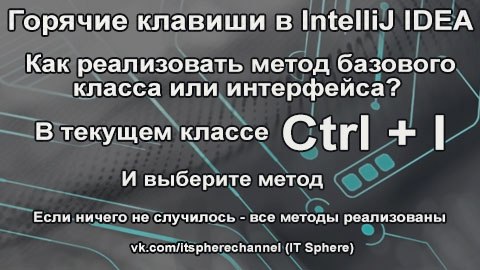 Горячие клавиши в IntelliJ IDEA
Как реализовать метод базового
класса или интерфейса?
В текущем классе Ctrl + I
И выберите метод
Если ничего не случилось - все методы реализованы
vk.com/itspherechannel (IT Sphere)